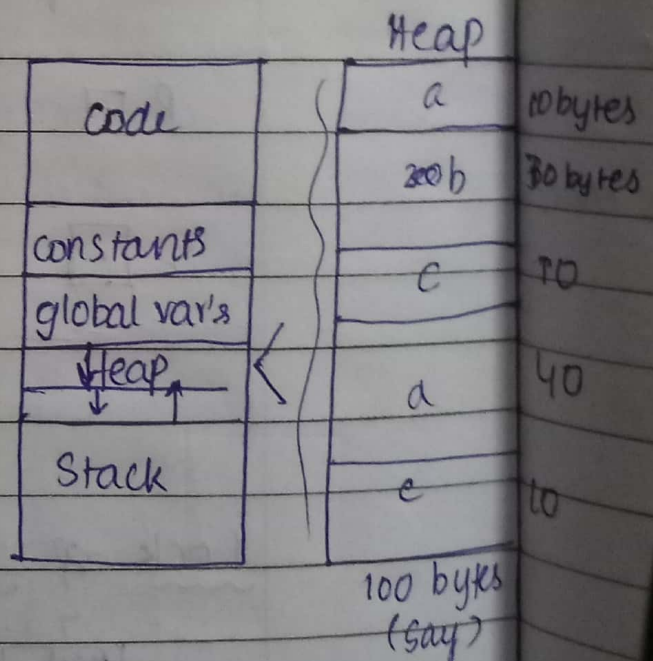 Heap
Code
a 10 bytes
b 30 bytes
constants
c 10
global var's
Heap
d 40
Stack
e 10
100 bytes
(say)